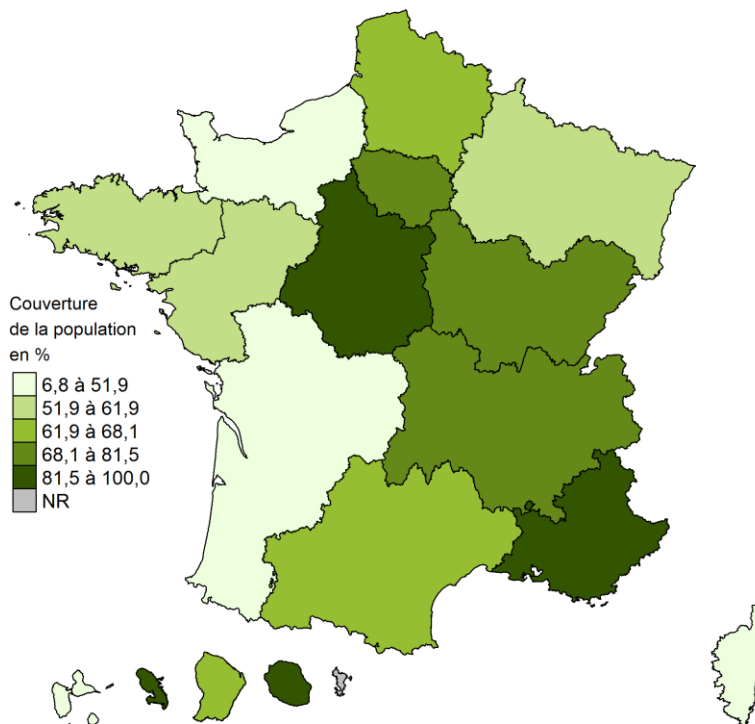 Couverture
de la population
en %
6,8 à 51,9
51,9 à 61,9
61,9 à 68,1
68,1 à 81,5
81,5 à 100,0
NR